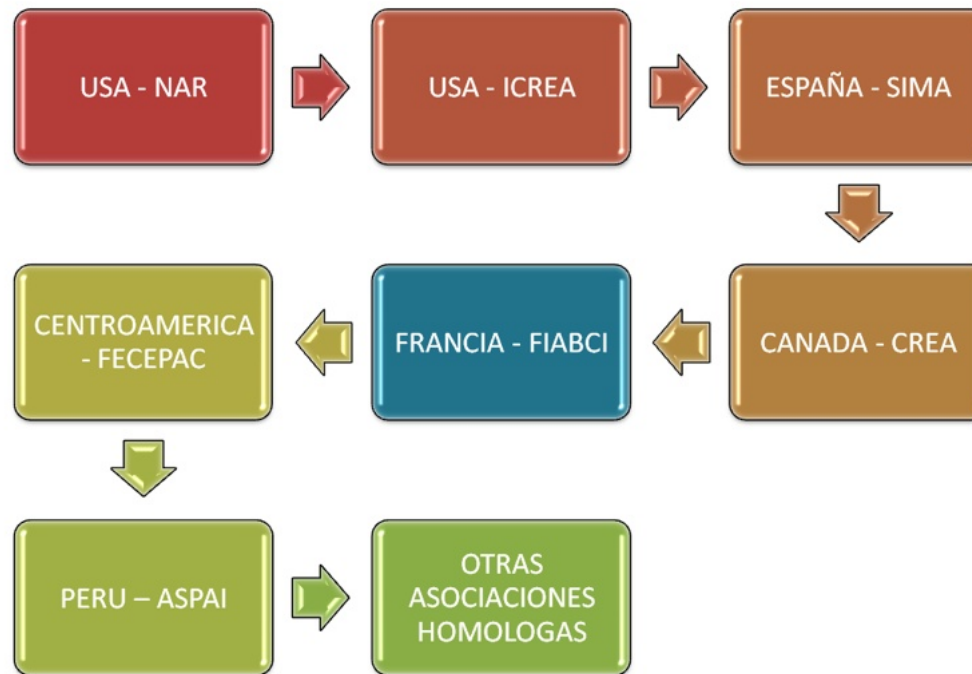 USA - NAR
USA - ICREA
ESPAÑA - SIMA
CANADA - CREA
FRANCIA - FIABCI
CENTROAMERICA
- FECEPAC
PERU – ASPAI
OTRAS
ASOCIACIONES
HOMOLOGAS